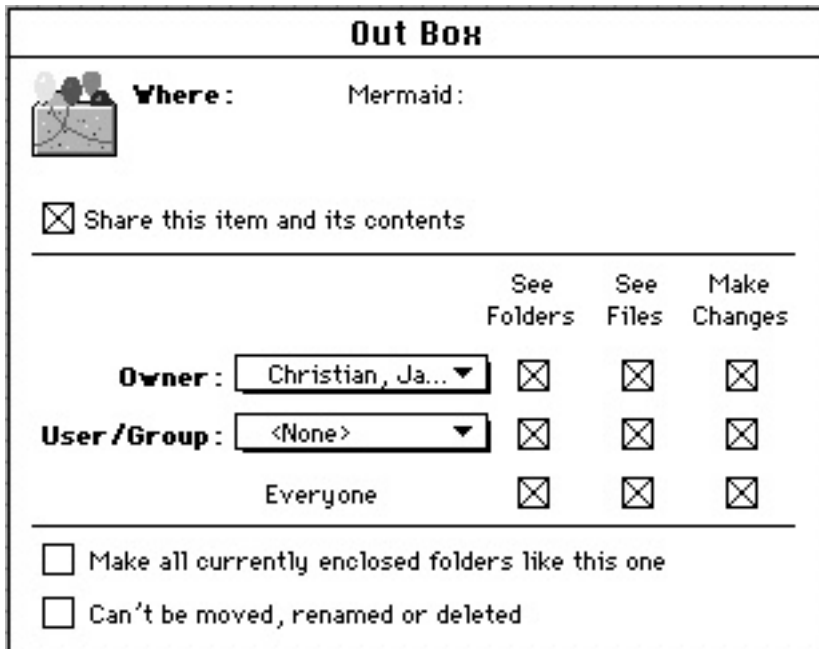 Out Box
Where: Mermaid:
Share this item and its contents
See Folders See Files Make Changes
Owner: Christian, Ja...
User/Group: <None>
Everyone
Make all currently enclosed folders like this one
Can't be moved, renamed or deleted